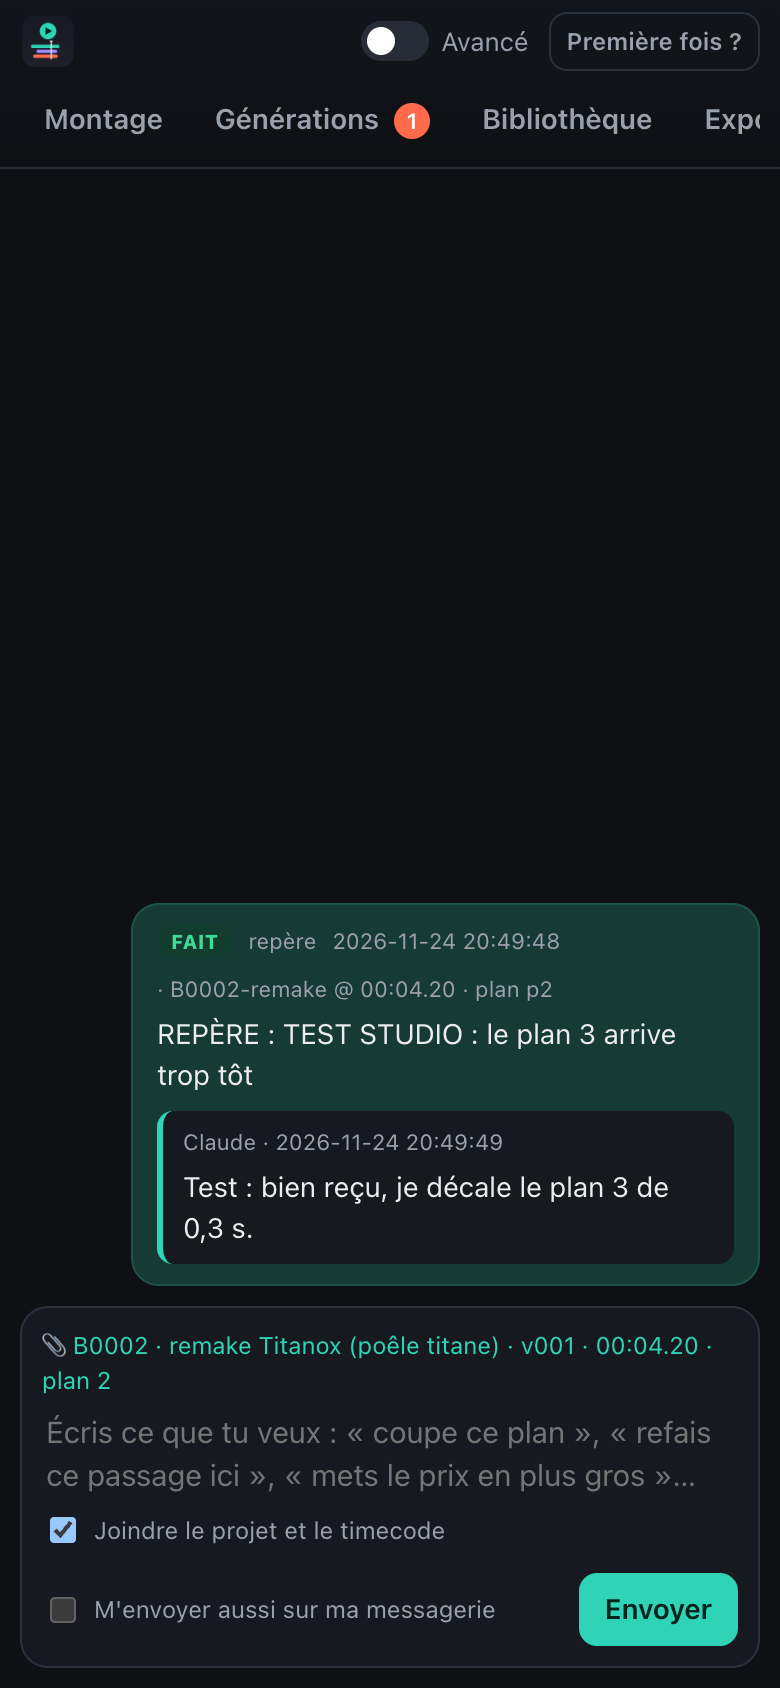 Avancé
Première fois ?
Montage
Générations 1
Bibliothèque
Expo
FAIT repère 2026-11-24 20:49:48
· B0002-remake @ 00:04.20 · plan p2
REPÈRE : TEST STUDIO : le plan 3 arrive
trop tôt
Claude · 2026-11-24 20:49:49
Test : bien reçu, je décale le plan 3 de
0,3 s.
B0002 · remake Titanox (poêle titane) · v001 · 00:04.20 ·
plan 2
Écris ce que tu veux : « coupe ce plan », « refais
ce passage ici », « mets le prix en plus gros »...
Joindre le projet et le timecode
M'envoyer aussi sur ma messagerie
Envoyer